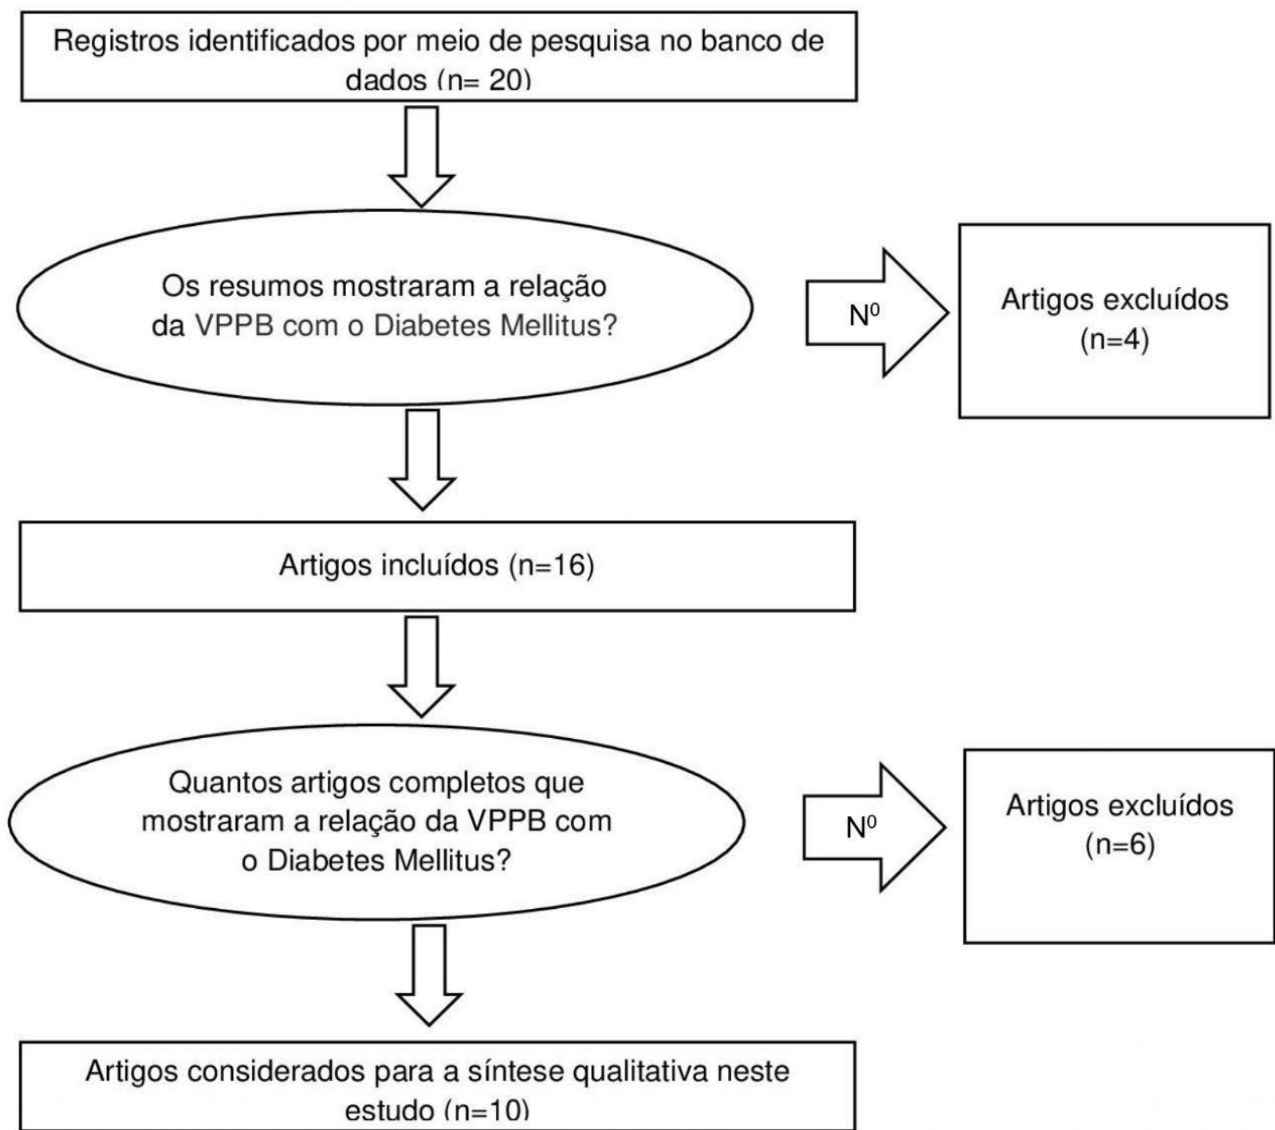 Registros identificados por meio de pesquisa no banco de
dados (n= 20)
Os resumos mostraram a relação
da VPPB com o Diabetes Mellitus?
N⁰
Artigos excluídos
(n=4)
Artigos incluídos (n=16)
Quantos artigos completos que
mostraram a relação da VPPB com
o Diabetes Mellitus?
N⁰
Artigos excluídos
(n=6)
Artigos considerados para a síntese qualitativa neste
estudo (n=10)